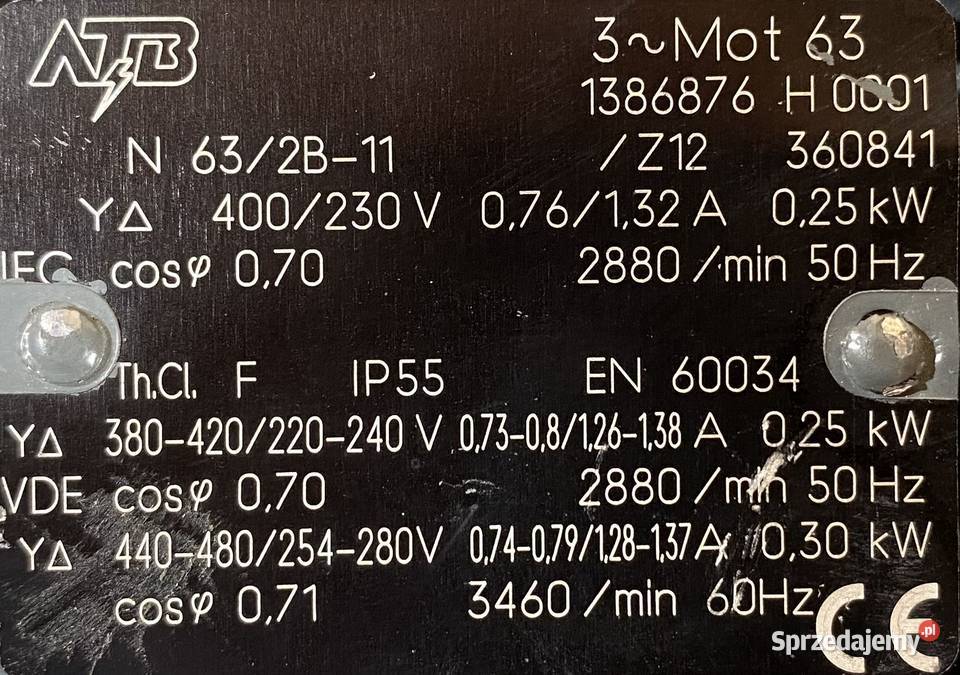 ATB 3~Mot 63
1386876 H 0001
N 63/2B-11 /Z12 360841
Y△ 400/230 V 0,76/1,32 A 0,25 kW
IEC cosφ 0,70 2880 /min 50 Hz
Th.Cl. F IP55 EN 60034
Y△ 380-420/220-240 V 0,73-0,8/1,26-1,38 A 0,25 kW
VDE cosφ 0,70 2880 /min 50 Hz
Y△ 440-480/254-280V 0,74-0,79/1,28-1,37A 0,30 kW
cosφ 0,71 3460 /min 60Hz CE
Sprzedajemy.pl